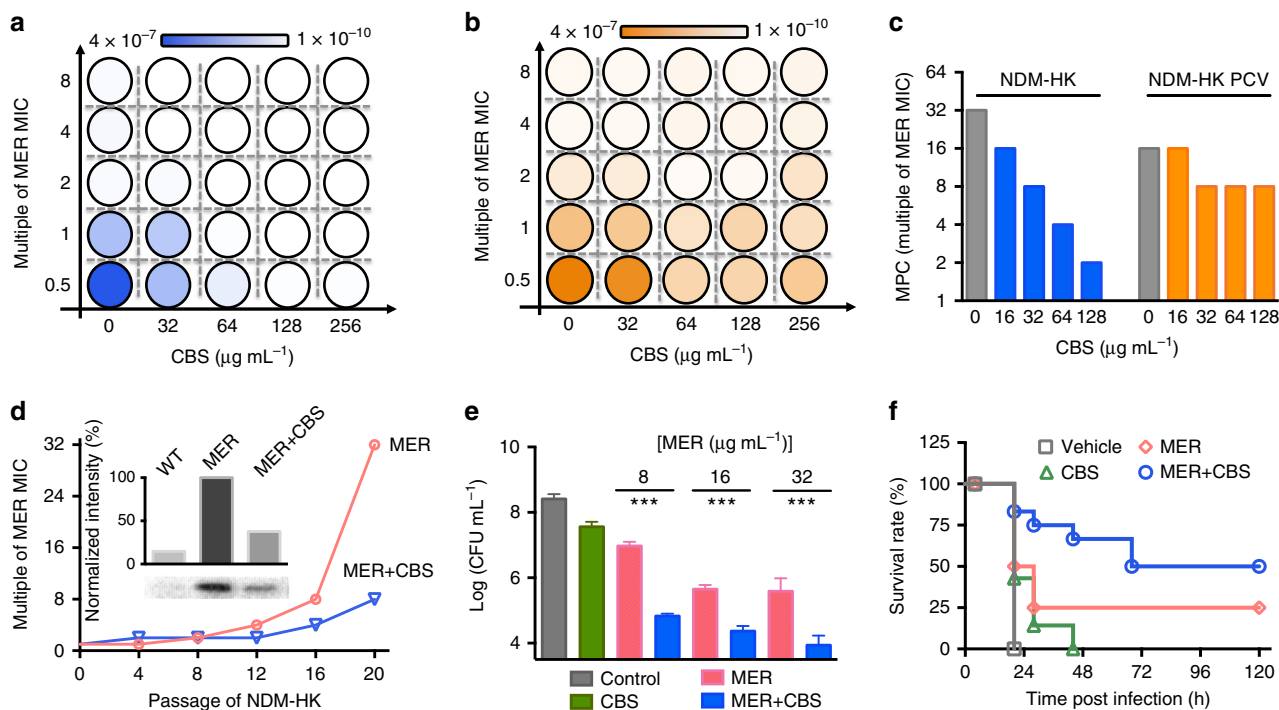 a
4 × 10⁻⁷ 1 × 10⁻¹⁰
Multiple of MER MIC
8
4
2
1
0.5
0 32 64 128 256
CBS (μg mL⁻¹)
b
4 × 10⁻⁷ 1 × 10⁻¹⁰
Multiple of MER MIC
8
4
2
1
0.5
0 32 64 128 256
CBS (μg mL⁻¹)
c
MPC (multiple of MER MIC)
64
32
16
8
4
2
1
NDM-HK NDM-HK PCV
0 16 32 64 128 0 16 32 64 128
CBS (μg mL⁻¹)
d
Multiple of MER MIC
32
24
16
8
0
Normalized intensity (%)
100
50
0
WT MER MER+CBS
MER
MER+CBS
0 4 8 12 16 20
Passage of NDM-HK
e
Log (CFU mL⁻¹)
10
8
6
4
[MER (μg mL⁻¹)]
8 16 32
*** *** ***
Control MER
CBS MER+CBS
f
Survival rate (%)
125
100
75
50
25
0
Vehicle MER
CBS MER+CBS
0 24 48 72 96 120
Time post infection (h)